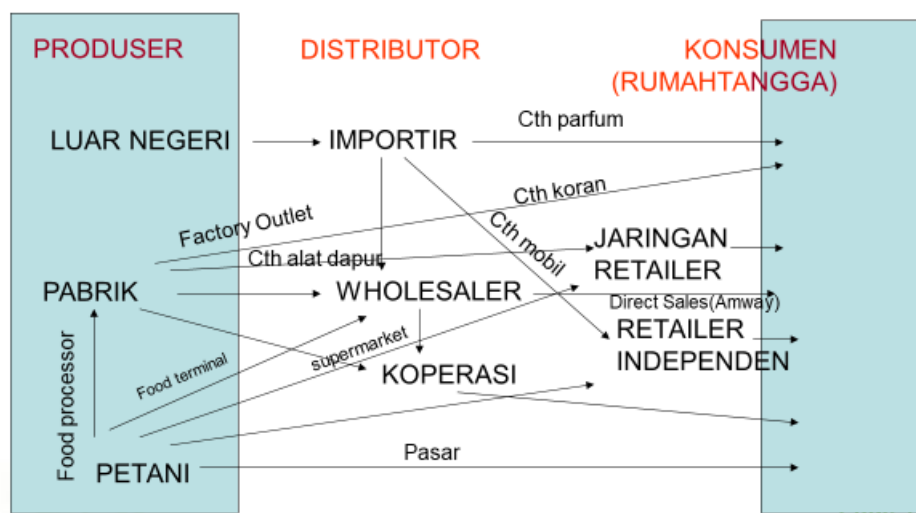 PRODUSER
DISTRIBUTOR
KONSUMEN
(RUMAHTANGGA)
LUAR NEGERI
IMPORTIR
Cth parfum
Factory Outlet
Cth koran
Cth alat dapur
Cth mobil
JARINGAN
RETAILER
PABRIK
WHOLESALER
Direct Sales(Amway)
RETAILER
INDEPENDEN
Food processor
Food terminal
supermarket
KOPERASI
Pasar
PETANI